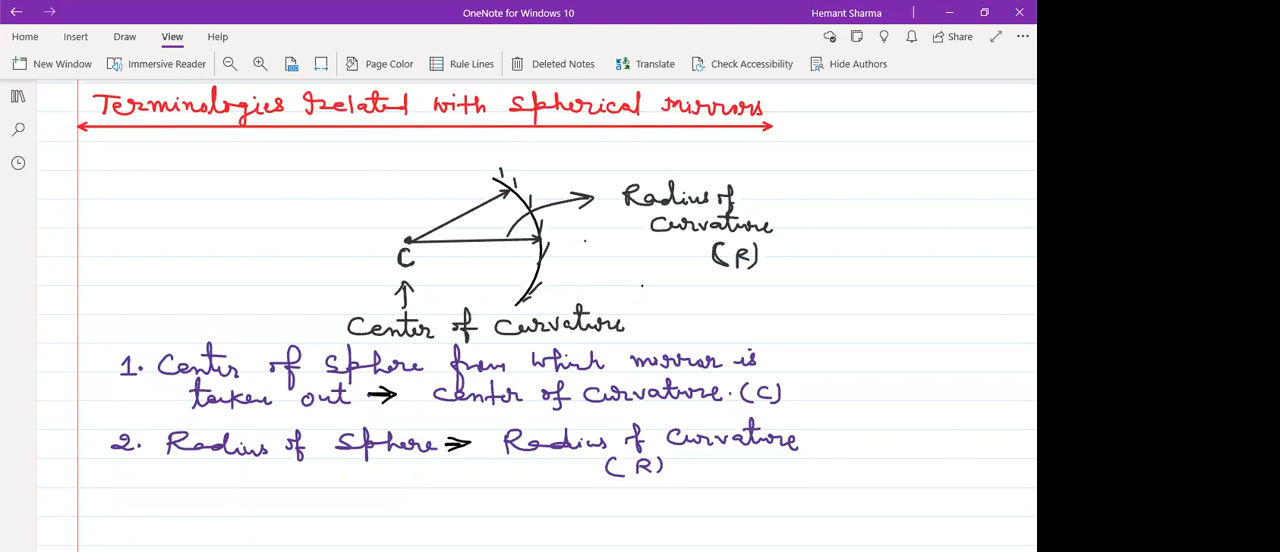 OneNote for Windows 10
Hemant Sharma
Home Insert Draw View Help
Share
New Window Immersive Reader Page Color Rule Lines Deleted Notes Translate Check Accessibility Hide Authors
Terminologies related with spherical mirrors
Radius of
curvature
(R)
C
Center of curvature
1. Center of sphere from which mirror is
taken out → center of curvature. (C)
2. Radius of sphere → Radius of curvature
(R)